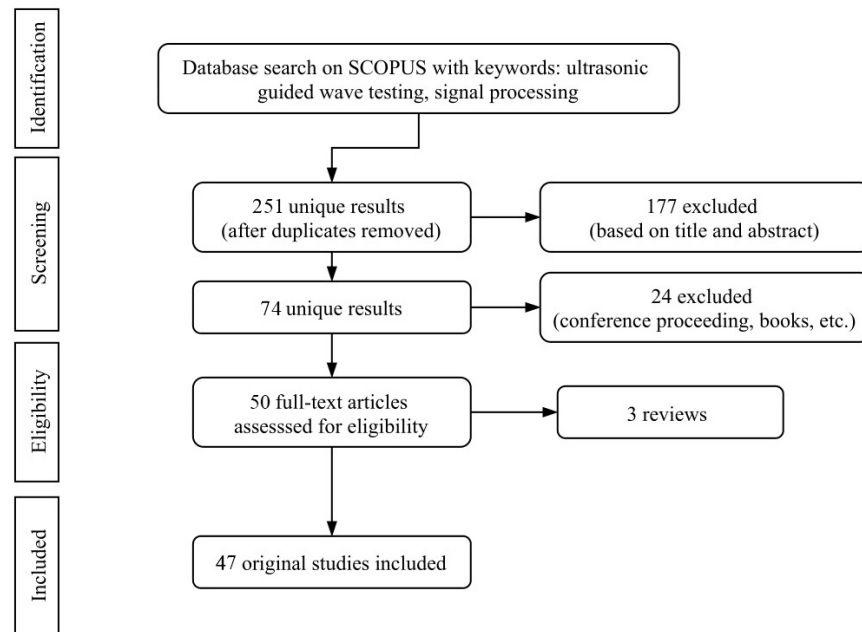 Identification
Database search on SCOPUS with keywords: ultrasonic
guided wave testing, signal processing
Screening
251 unique results
(after duplicates removed)
177 excluded
(based on title and abstract)
74 unique results
24 excluded
(conference proceeding, books, etc.)
Eligibility
50 full-text articles
assesssed for eligibility
3 reviews
Included
47 original studies included